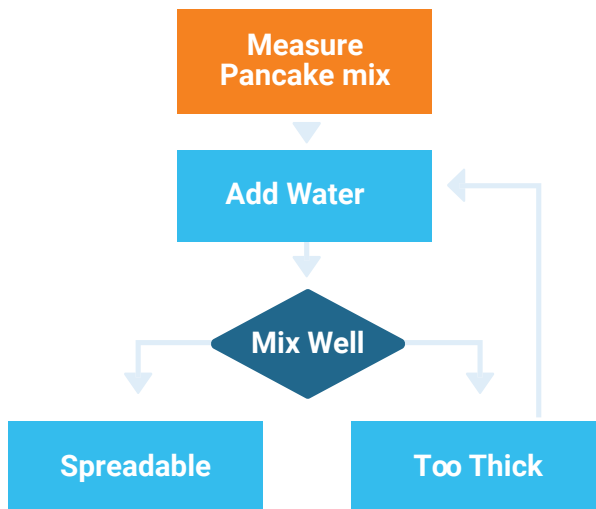 Measure
Pancake mix
Add Water
Mix Well
Spreadable
Too Thick